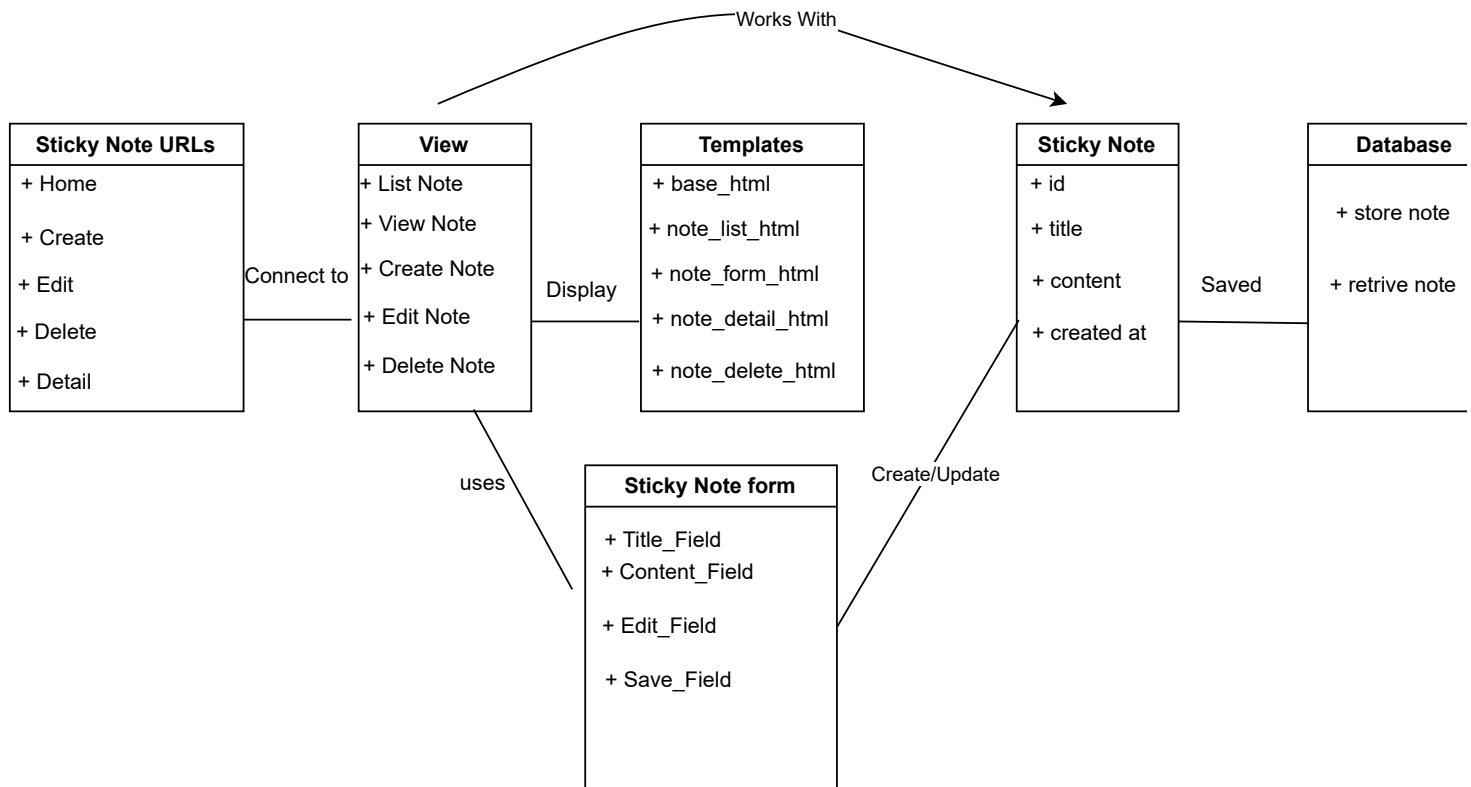 Works With
Sticky Note URLs
+ Home
+ Create
+ Edit
+ Delete
+ Detail
Connect to
View
+ List Note
+ View Note
+ Create Note
+ Edit Note
+ Delete Note
Display
Templates
+ base_html
+ note_list_html
+ note_form_html
+ note_detail_html
+ note_delete_html
Sticky Note
+ id
+ title
+ content
+ created at
Saved
Database
+ store note
+ retrive note
uses
Sticky Note form
+ Title_Field
+ Content_Field
+ Edit_Field
+ Save_Field
Create/Update